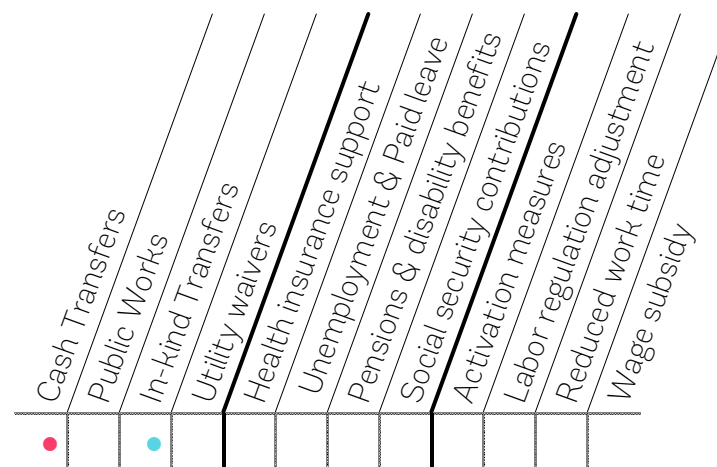 Cash Transfers
Public Works
In-kind Transfers
Utility waivers
Health insurance support
Unemployment & Paid leave
Pensions & disability benefits
Social security contributions
Activation measures
Labor regulation adjustment
Reduced work time
Wage subsidy